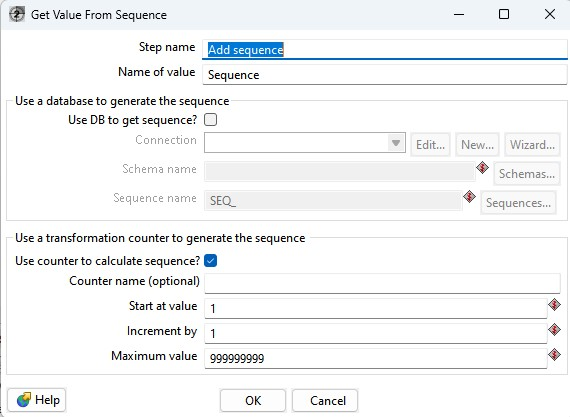 Get Value From Sequence
Step name Add sequence
Name of value Sequence
Use a database to generate the sequence
Use DB to get sequence?
Connection Edit... New... Wizard...
Schema name Schemas...
Sequence name SEQ_ Sequences...
Use a transformation counter to generate the sequence
Use counter to calculate sequence?
Counter name (optional)
Start at value 1
Increment by 1
Maximum value 999999999
Help OK Cancel